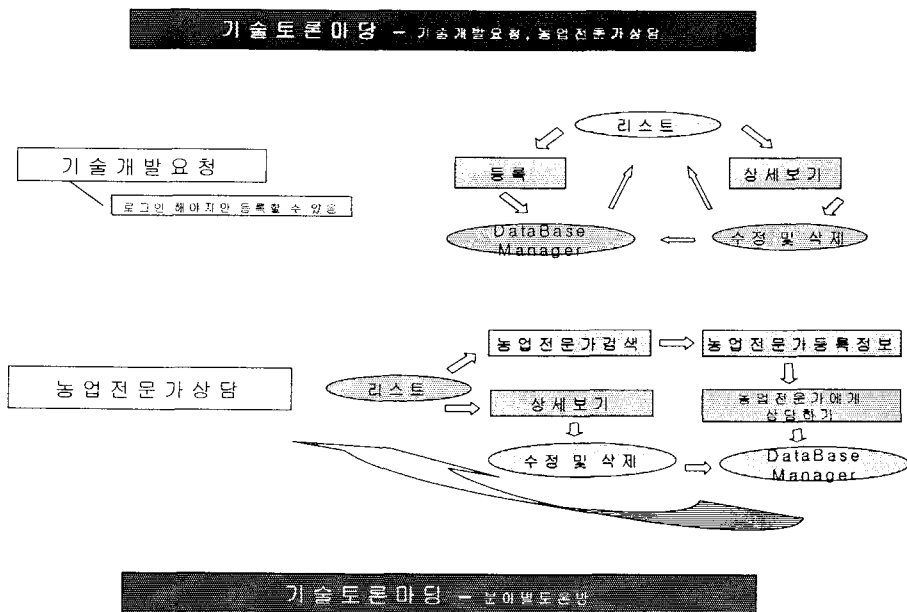 기술토론마당 - 기술개발요청, 농업전문가상담
리스트
기술개발요청
등록
상세보기
로그인 해야지만 등록할 수 있음
DataBase
Manager
수정 및 삭제
농업전문가검색
농업전문가등록정보
농업전문가상담
리스트
상세보기
농업전문가에게
상담하기
수정 및 삭제
DataBase
Manager
기술토론마당 - 분야별토론방